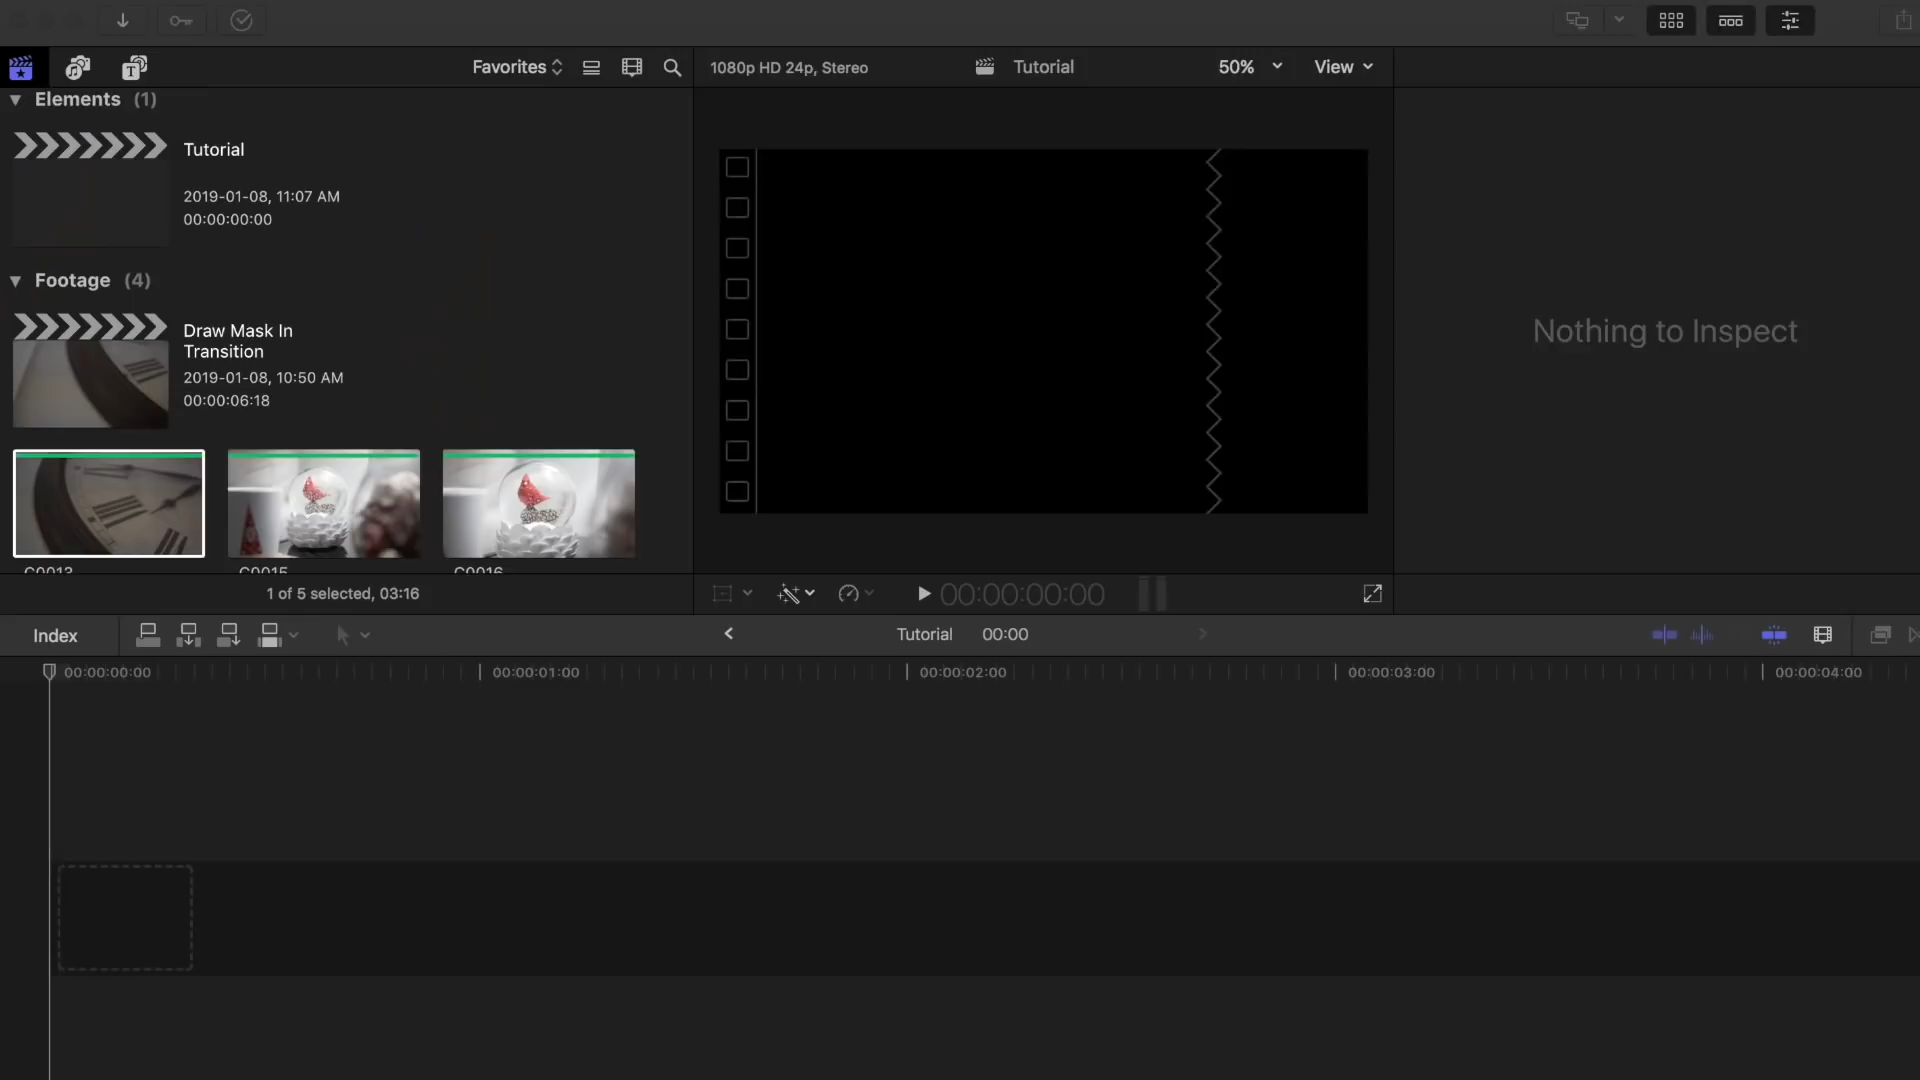 Favorites
1080p HD 24p, Stereo
Tutorial
50%
View
Elements (1)
Tutorial
2019-01-08, 11:07 AM
00:00:00:00
Footage (4)
Draw Mask In
Transition
2019-01-08, 10:50 AM
00:00:06:18
C0013
C0015
C0016
Nothing to Inspect
1 of 5 selected, 03:16
00:00:00:00
Index
Tutorial
00:00
00:00:00:00
00:00:01:00
00:00:02:00
00:00:03:00
00:00:04:00